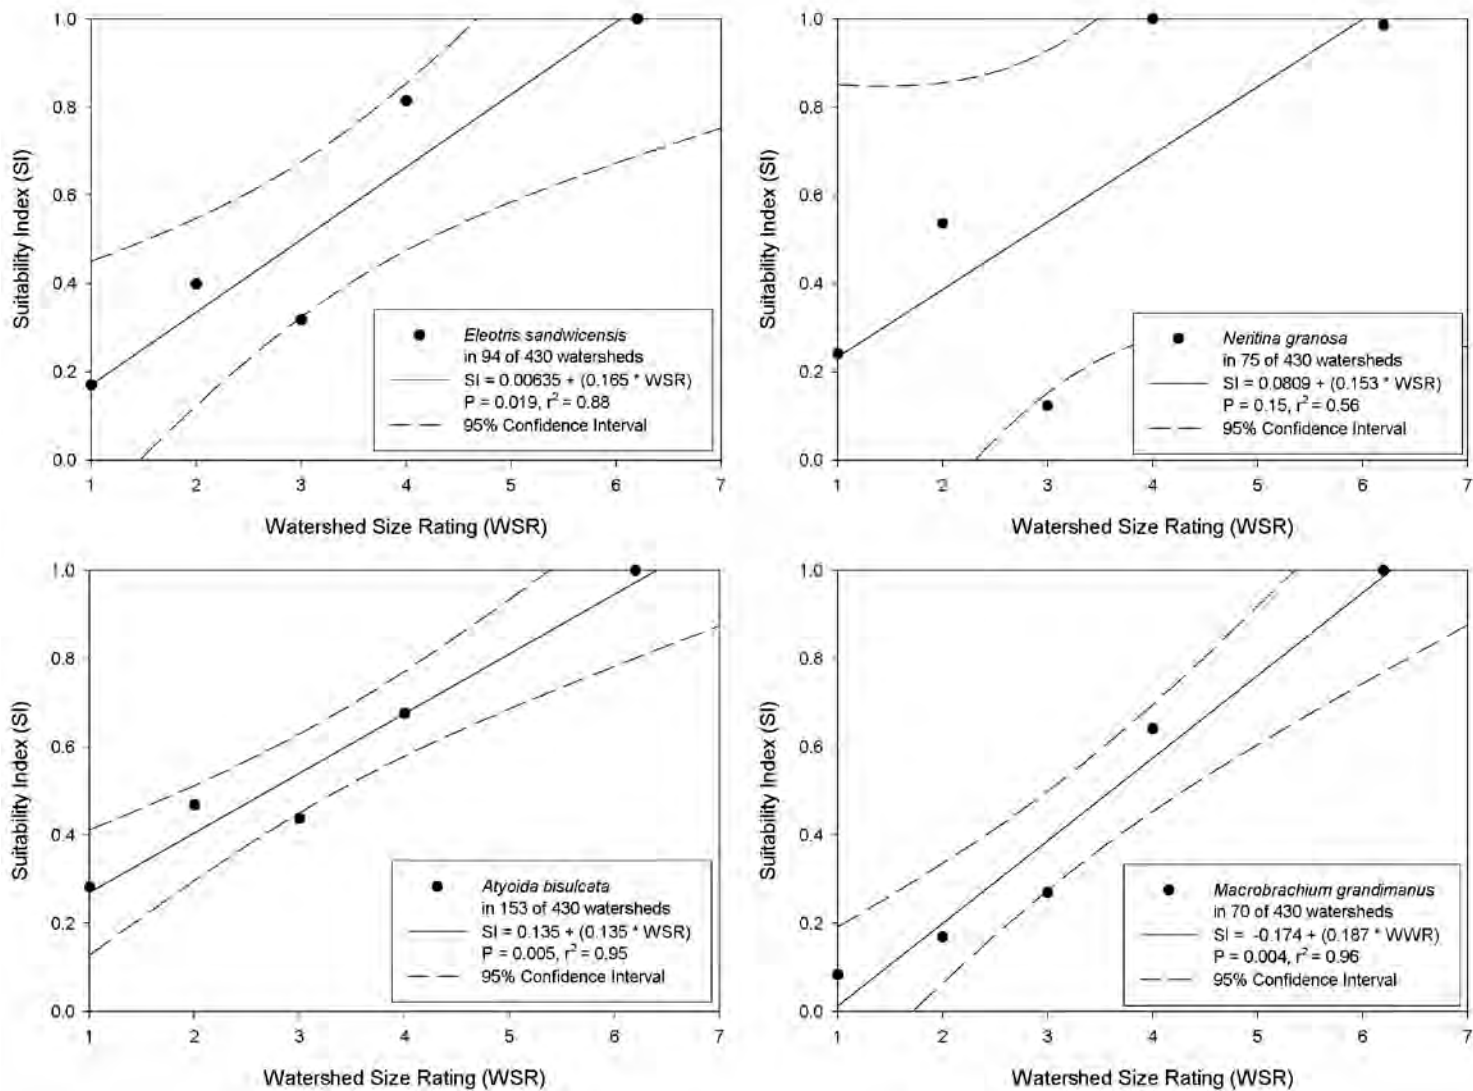 1.0
0.8
0.6
0.4
0.2
0.0
Suitability Index (SI)
Eleotris sandwicensis
in 94 of 430 watersheds
SI = 0.00635 + (0.165 * WSR)
P = 0.019, r² = 0.88
95% Confidence Interval
1 2 3 4 5 6 7
Watershed Size Rating (WSR)
1.0
0.8
0.6
0.4
0.2
0.0
Suitability Index (SI)
Neritina granosa
in 75 of 430 watersheds
SI = 0.0809 + (0.153 * WSR)
P = 0.15, r² = 0.56
95% Confidence Interval
1 2 3 4 5 6 7
Watershed Size Rating (WSR)
1.0
0.8
0.6
0.4
0.2
0.0
Suitability Index (SI)
Atyoida bisulcata
in 153 of 430 watersheds
SI = 0.135 + (0.135 * WSR)
P = 0.005, r² = 0.95
95% Confidence Interval
1 2 3 4 5 6 7
Watershed Size Rating (WSR)
1.0
0.8
0.6
0.4
0.2
0.0
Suitability Index (SI)
Macrobrachium grandimanus
in 70 of 430 watersheds
SI = -0.174 + (0.187 * WWR)
P = 0.004, r² = 0.96
95% Confidence Interval
1 2 3 4 5 6 7
Watershed Size Rating (WSR)